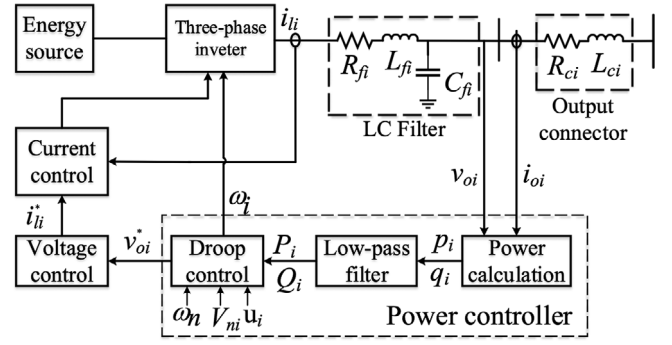 Energy
source
Three-phase
inveter
i_li
R_fi
L_fi
C_fi
LC Filter
R_ci
L_ci
Output
connector
Current
control
i*_li
ω_i
v_oi
i_oi
Voltage
control
v*_oi
Droop
control
P_i
Q_i
Low-pass
filter
p_i
q_i
Power
calculation
ω_n
V_ni
u_i
Power controller